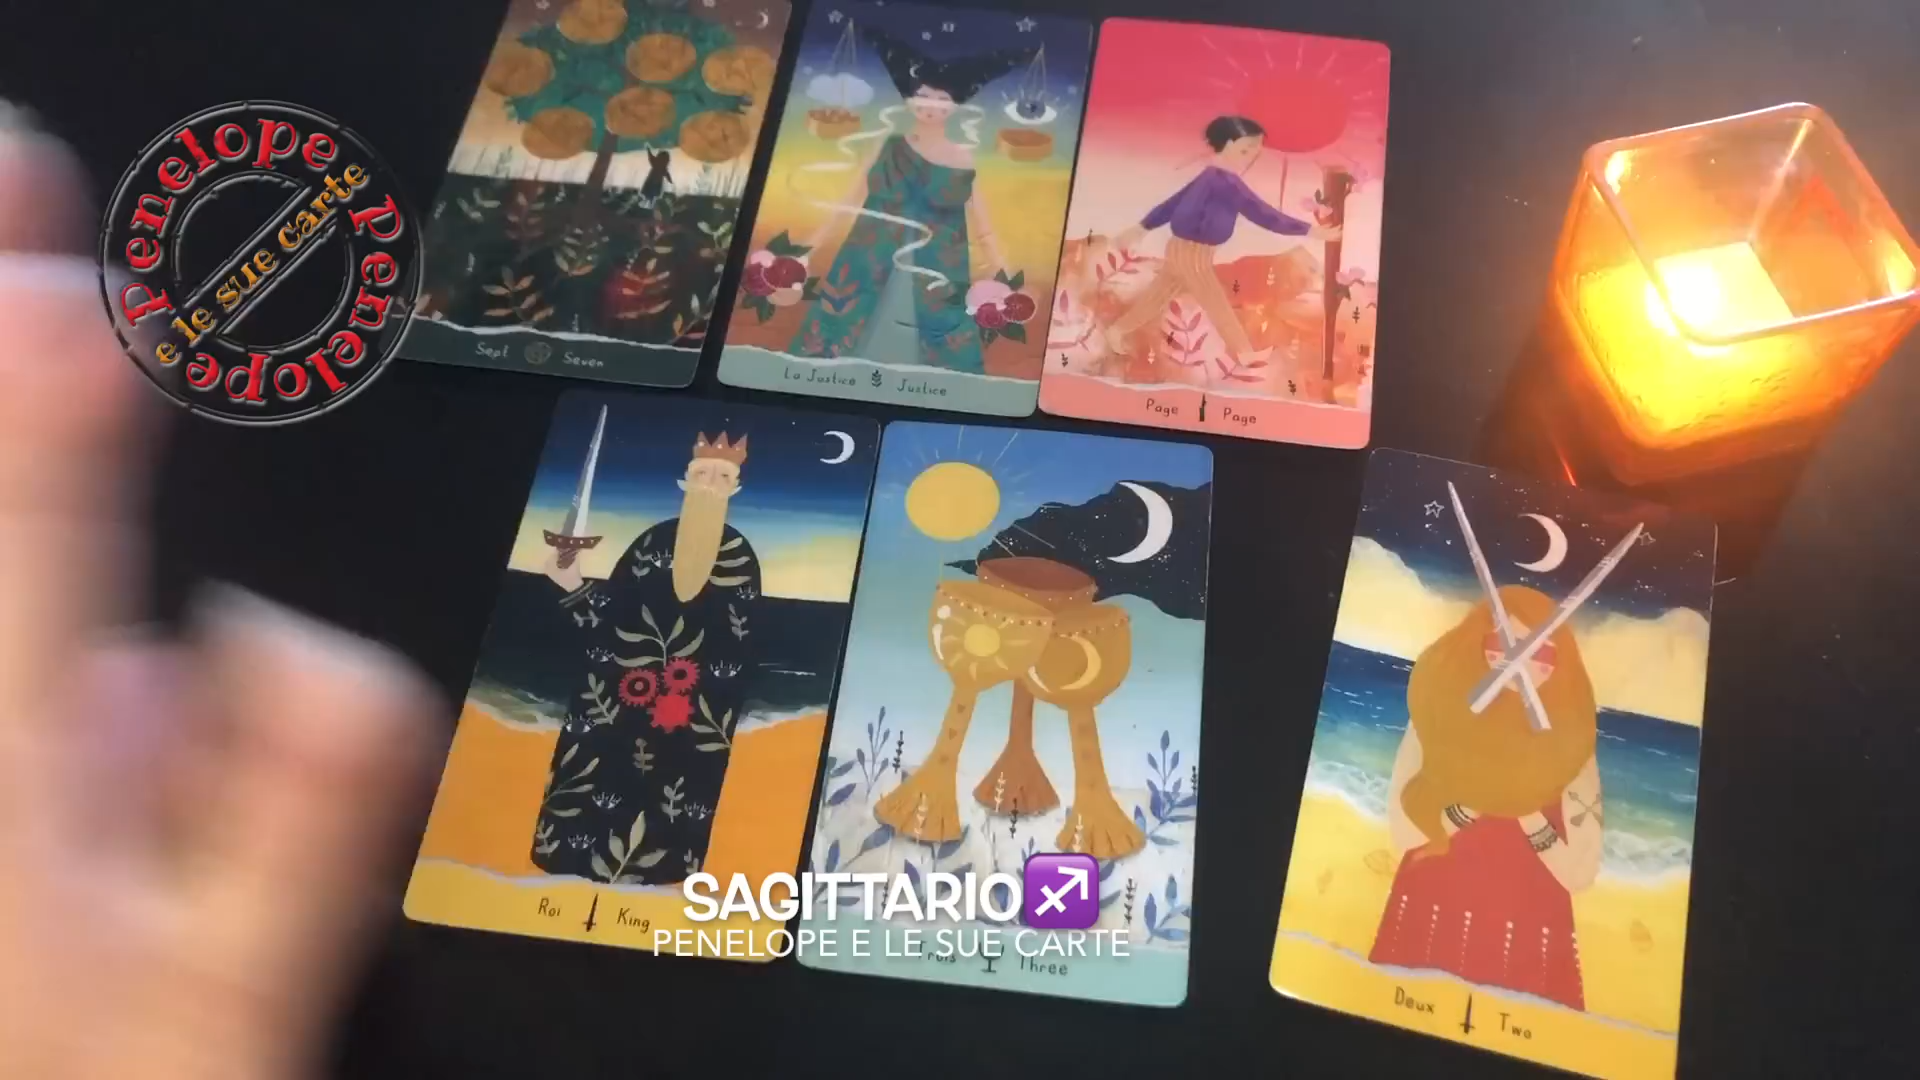 Penelope Penelope
e le sue carte
Sept Seven
La Justice Justice
Page Page
Roi King
SAGITTARIO
PENELOPE E LE SUE CARTE
Trois Three
Deux Two